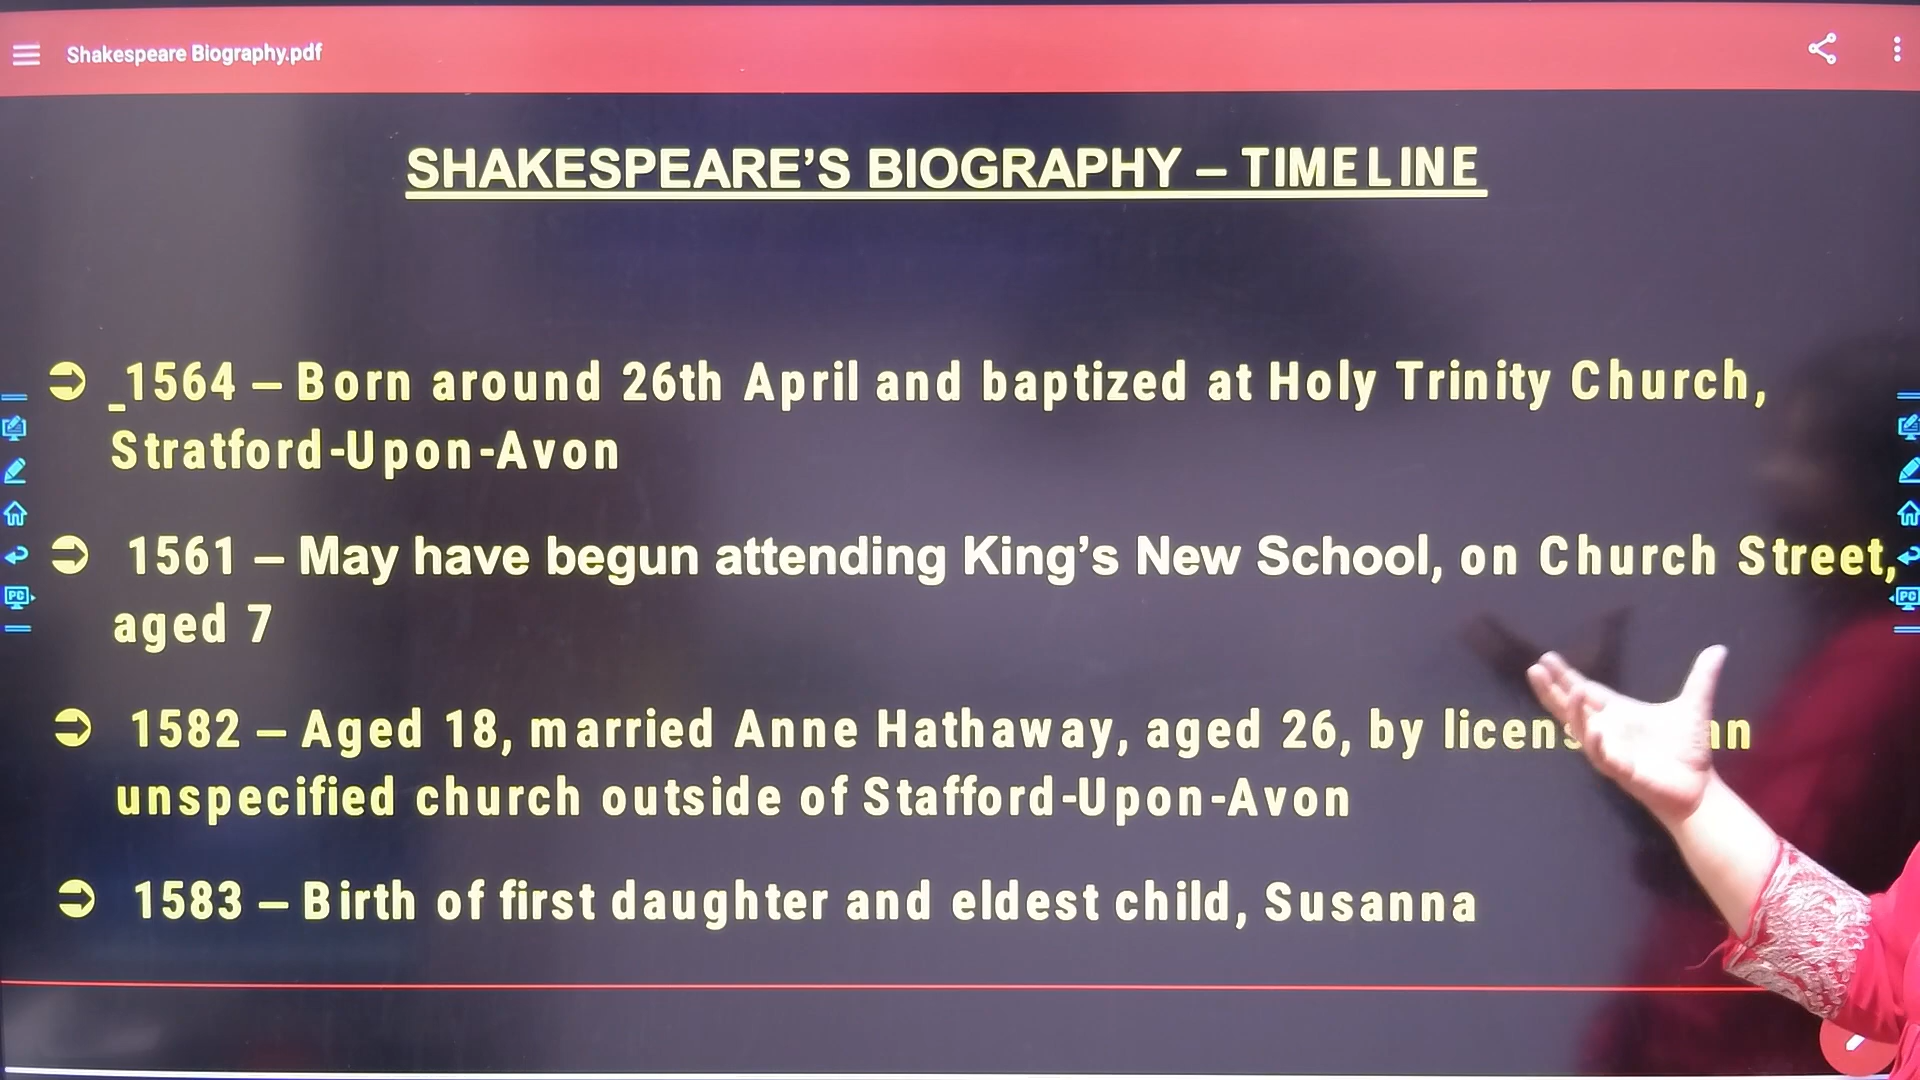 Shakespeare Biography.pdf
SHAKESPEARE’S BIOGRAPHY – TIMELINE
➲ _1564 – Born around 26th April and baptized at Holy Trinity Church,
Stratford-Upon-Avon
➲ 1561 – May have begun attending King’s New School, on Church Street,
aged 7
➲ 1582 – Aged 18, married Anne Hathaway, aged 26, by
unspecified church outside of Stafford-Upon-Avon
➲ 1583 – Birth of first daughter and eldest child, Susanna
PC
PC